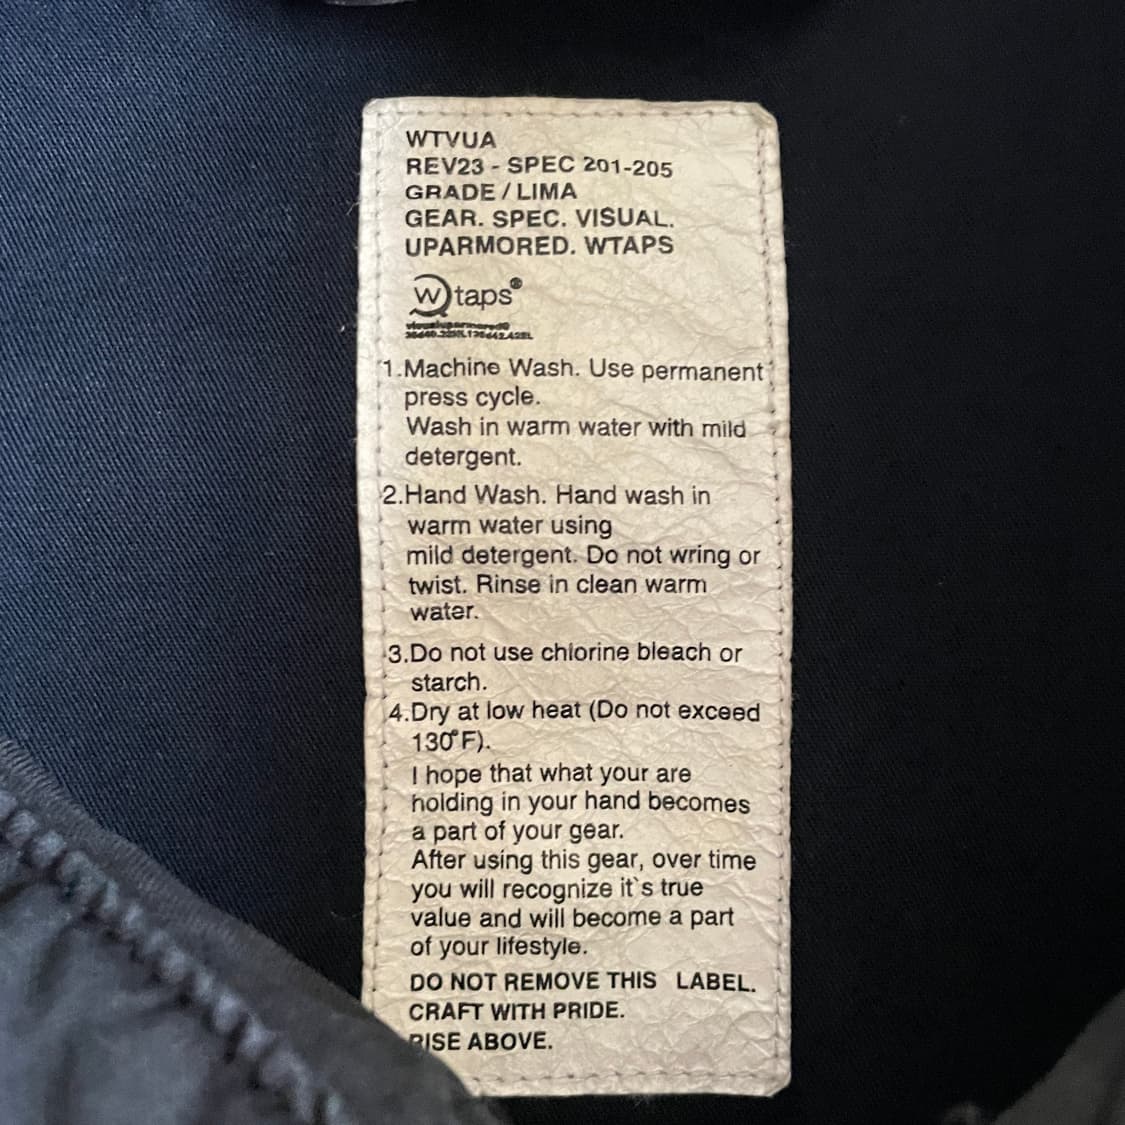 WTVUA
REV23 - SPEC 201-205
GRADE / LIMA
GEAR. SPEC. VISUAL.
UPARMORED. WTAPS
Wtaps®
1.Machine Wash. Use permanent
press cycle.
Wash in warm water with mild
detergent.
2.Hand Wash. Hand wash in
warm water using
mild detergent. Do not wring or
twist. Rinse in clean warm
water.
3.Do not use chlorine bleach or
starch.
4.Dry at low heat (Do not exceed
130°F).
I hope that what your are
holding in your hand becomes
a part of your gear.
After using this gear, over time
you will recognize it`s true
value and will become a part
of your lifestyle.
DO NOT REMOVE THIS LABEL.
CRAFT WITH PRIDE.
RISE ABOVE.